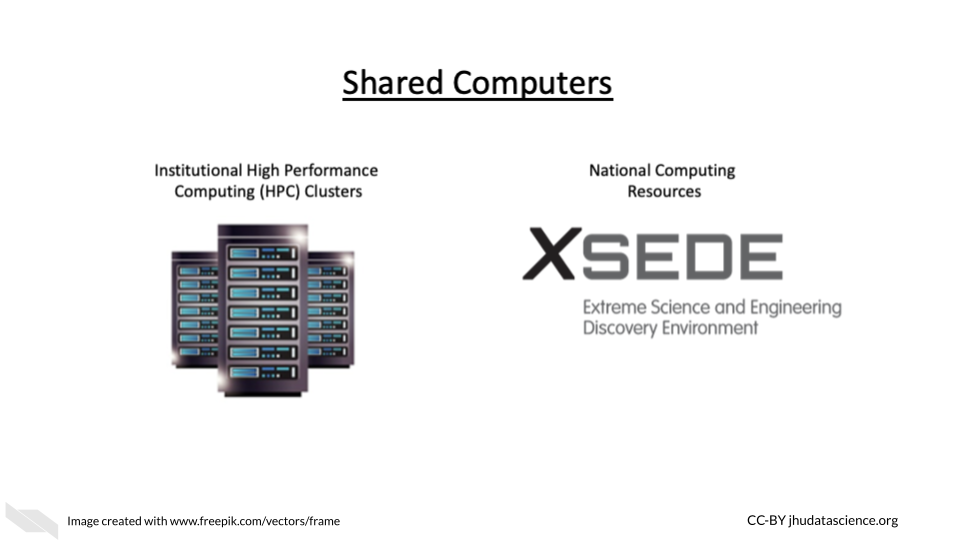 Shared Computers
Institutional High Performance
Computing (HPC) Clusters
National Computing
Resources
XSEDE
Extreme Science and Engineering
Discovery Environment
Image created with www.freepik.com/vectors/frame
CC-BY jhudatascience.org